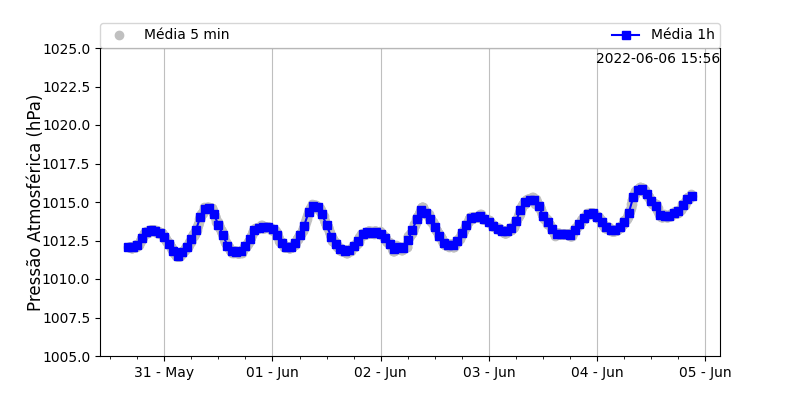 Média 5 min
Média 1h
2022-06-06 15:56
Pressão Atmosférica (hPa)
1025.0
1022.5
1020.0
1017.5
1015.0
1012.5
1010.0
1007.5
1005.0
31 - May
01 - Jun
02 - Jun
03 - Jun
04 - Jun
05 - Jun